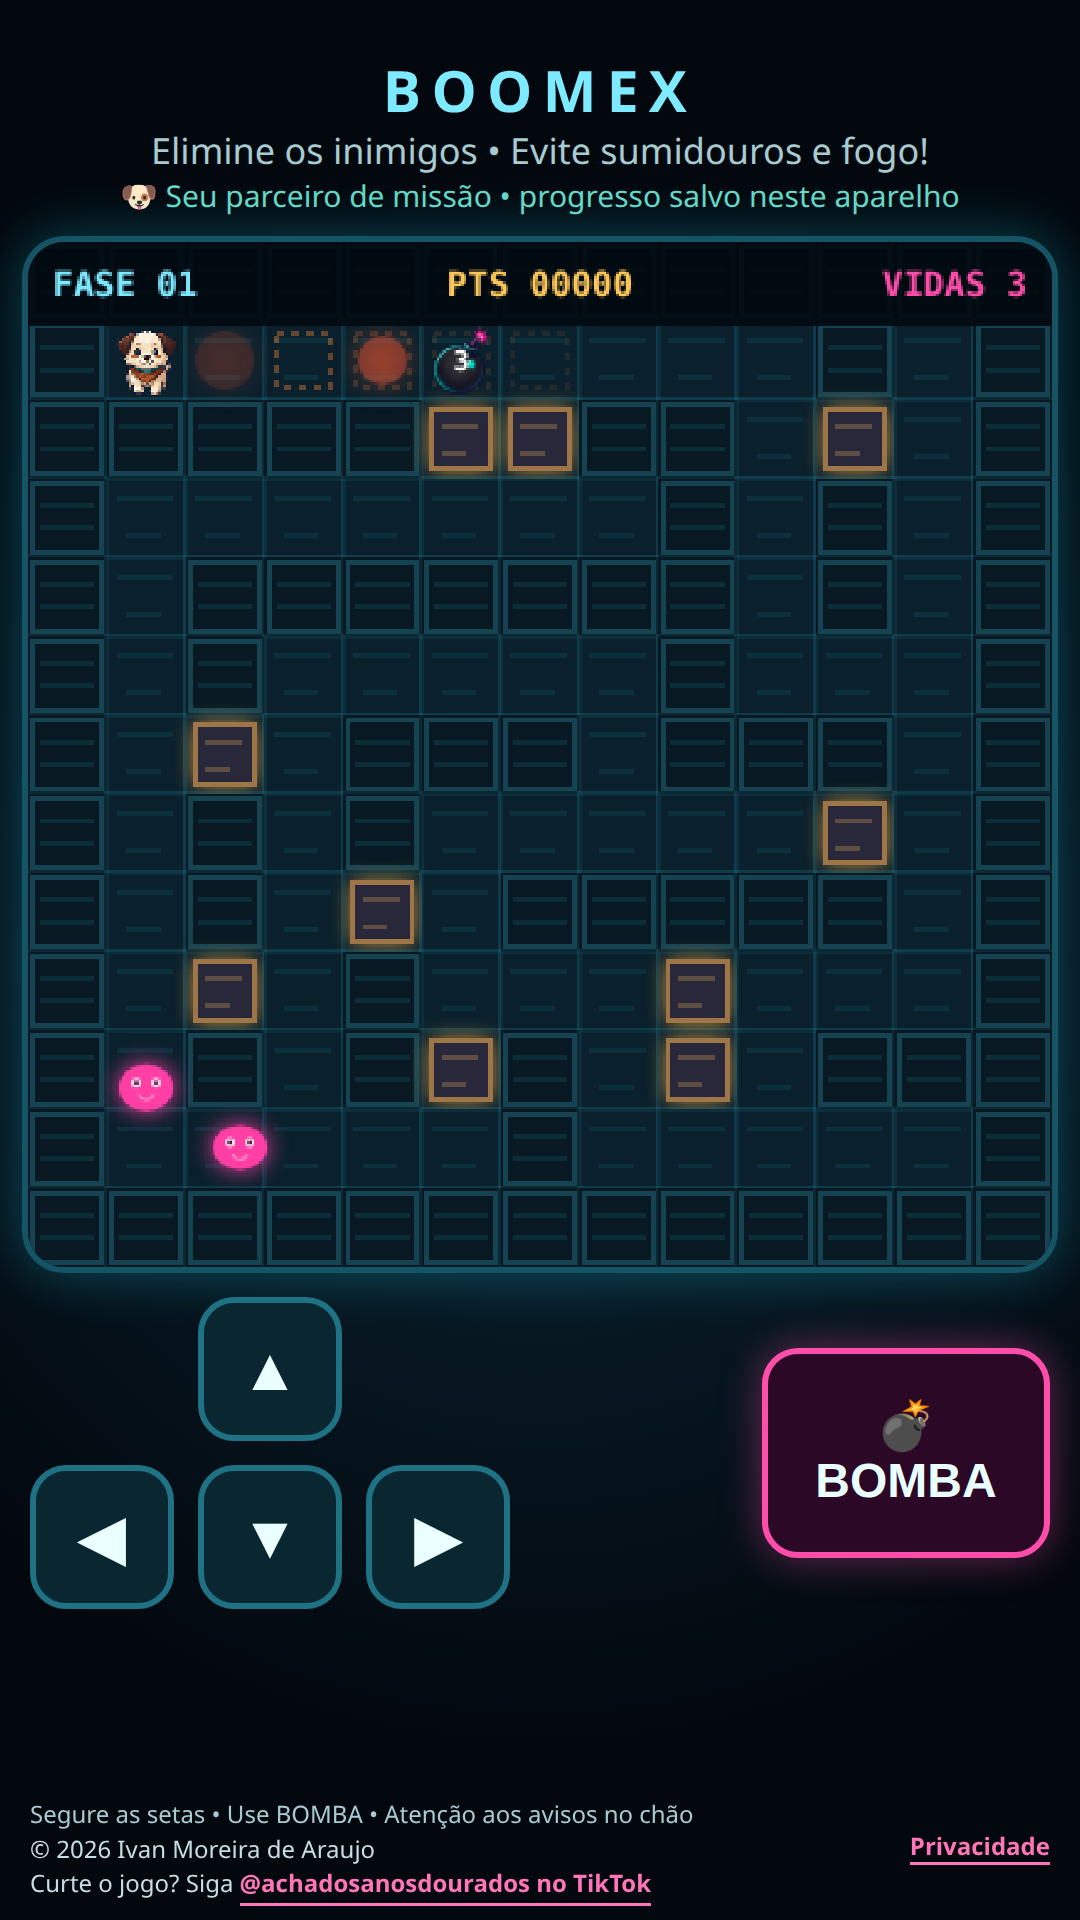 BOOMEX
Elimine os inimigos • Evite sumidouros e fogo!
🐶 Seu parceiro de missão • progresso salvo neste aparelho
FASE 01 PTS 00000 VIDAS 3
3
▲
💣
BOMBA
◀ ▼ ▶
Segure as setas • Use BOMBA • Atenção aos avisos no chão
© 2026 Ivan Moreira de Araujo
Privacidade
Curte o jogo? Siga @achadosanosdourados no TikTok